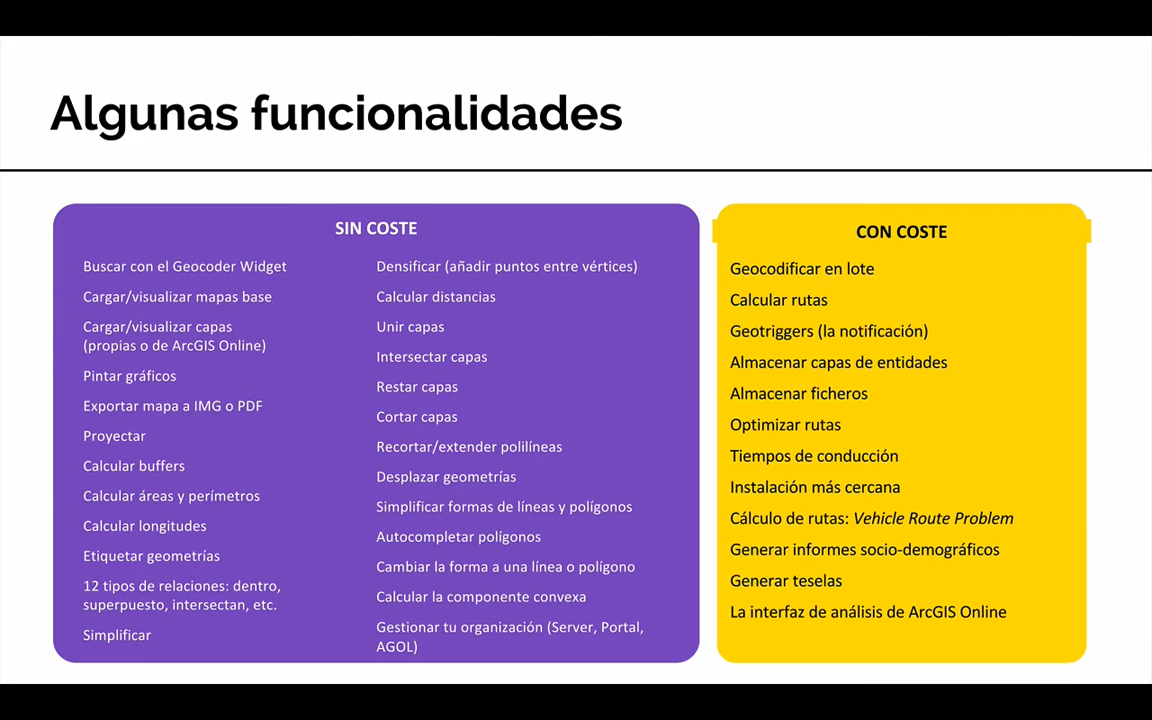 Algunas funcionalidades
SIN COSTE
Buscar con el Geocoder Widget
Cargar/visualizar mapas base
Cargar/visualizar capas
(propias o de ArcGIS Online)
Pintar gráficos
Exportar mapa a IMG o PDF
Proyectar
Calcular buffers
Calcular áreas y perímetros
Calcular longitudes
Etiquetar geometrías
12 tipos de relaciones: dentro,
superpuesto, intersectan, etc.
Simplificar
Densificar (añadir puntos entre vértices)
Calcular distancias
Unir capas
Intersectar capas
Restar capas
Cortar capas
Recortar/extender polilíneas
Desplazar geometrías
Simplificar formas de líneas y polígonos
Autocompletar polígonos
Cambiar la forma a una línea o polígono
Calcular la componente convexa
Gestionar tu organización (Server, Portal,
AGOL)
CON COSTE
Geocodificar en lote
Calcular rutas
Geotriggers (la notificación)
Almacenar capas de entidades
Almacenar ficheros
Optimizar rutas
Tiempos de conducción
Instalación más cercana
Cálculo de rutas: Vehicle Route Problem
Generar informes socio-demográficos
Generar teselas
La interfaz de análisis de ArcGIS Online